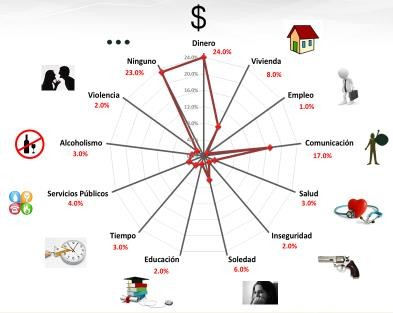 $
...
Dinero
24.0%
Ninguno
23.0%
Vivienda
8.0%
24.0%
20.0%
16.0%
12.0%
Violencia
2.0%
Empleo
1.0%
Alcoholismo
3.0%
Comunicación
17.0%
Servicios Públicos
4.0%
Salud
3.0%
Tiempo
3.0%
Inseguridad
2.0%
Educación
2.0%
Soledad
6.0%